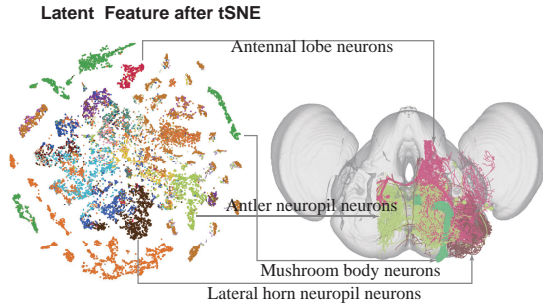 Latent Feature after tSNE
Antennal lobe neurons
Antler neuropil neurons
Mushroom body neurons
Lateral horn neuropil neurons